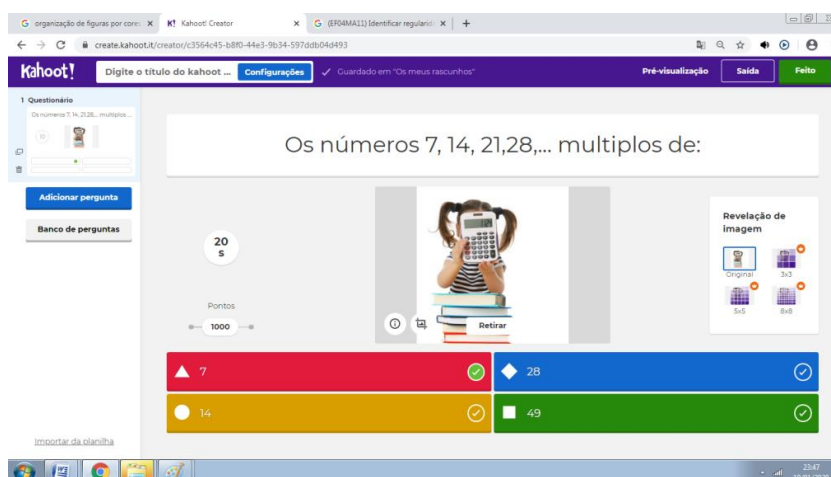 organização de figuras por core:
Kahoot! Creator
(EF04MA11) Identificar regularid
create.kahoot.it/creator/c3564c45-b8f0-44e3-9b34-597ddb04d493
Kahoot!
Digite o título do kahoot ...
Configurações
Guardado em "Os meus rascunhos"
Pré-visualização
Saída
Feito
1 Questionário
Os números 7, 14, 21,28,... multiplos ...
Adicionar pergunta
Banco de perguntas
Importar da planilha
Os números 7, 14, 21,28,... multiplos de:
20
s
Pontos
1000
Retirar
Revelação de
imagem
Original
3x3
5x5
8x8
7
28
14
49
23:47